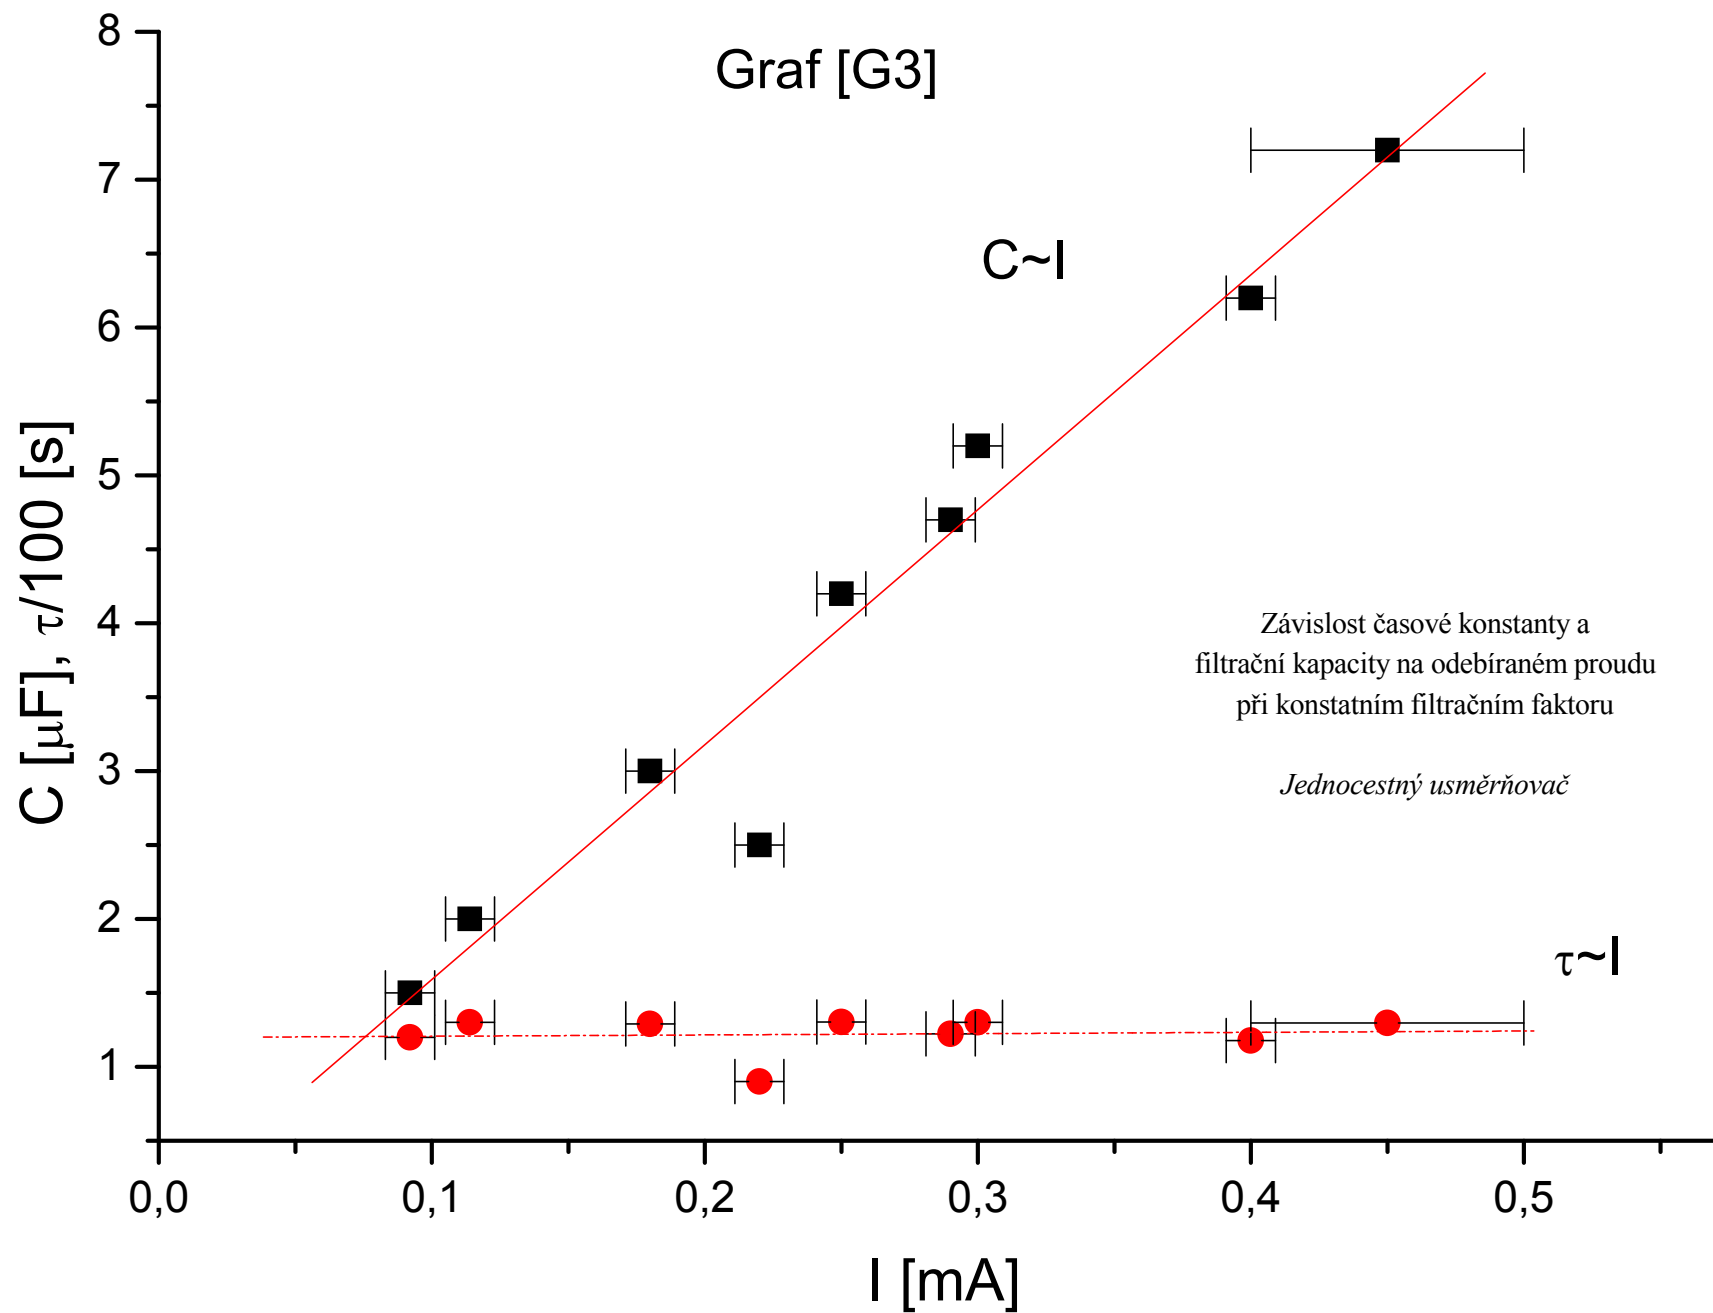 Graf [G3]
8
7
6
5
4
3
2
1
C [μF], τ/100 [s]
C~I
Závislost časové konstanty a
filtrační kapacity na odebíraném proudu
při konstatním filtračním faktoru
Jednocestný usměrňovač
τ~I
0,0 0,1 0,2 0,3 0,4 0,5
I [mA]